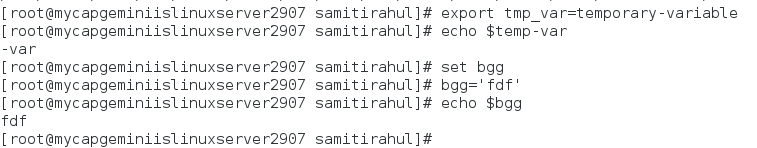 [root@mycapgeminiislinuxserver2907 samitirahul]# export tmp_var=temporary-variable
[root@mycapgeminiislinuxserver2907 samitirahul]# echo $temp-var
-var
[root@mycapgeminiislinuxserver2907 samitirahul]# set bgg
[root@mycapgeminiislinuxserver2907 samitirahul]# bgg='fdf'
[root@mycapgeminiislinuxserver2907 samitirahul]# echo $bgg
fdf
[root@mycapgeminiislinuxserver2907 samitirahul]#